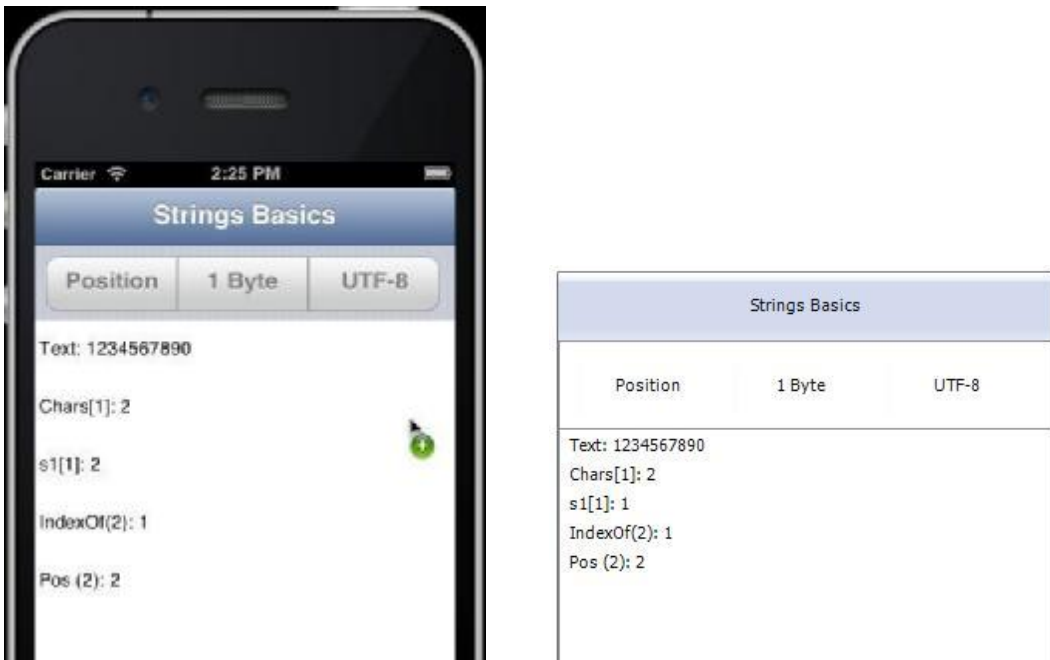 Carrier 2:25 PM
Strings Basics
Position 1 Byte UTF-8
Text: 1234567890
Chars[1]: 2
s1[1]: 2
IndexOf(2): 1
Pos (2): 2
Strings Basics
Position 1 Byte UTF-8
Text: 1234567890
Chars[1]: 2
s1[1]: 1
IndexOf(2): 1
Pos (2): 2